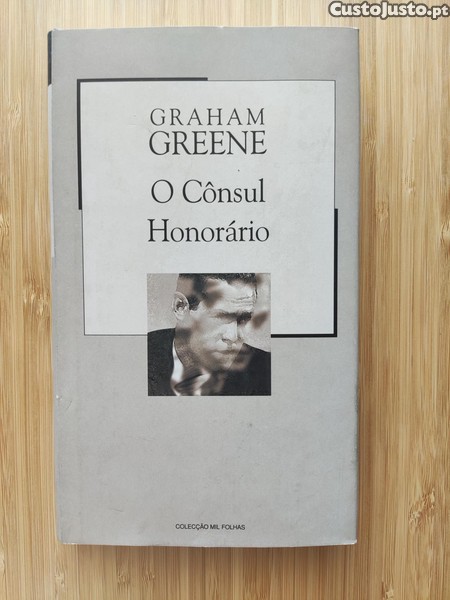 CustoJusto.pt
GRAHAM
GREENE
O Cônsul
Honorário
COLECÇÃO MIL FOLHAS